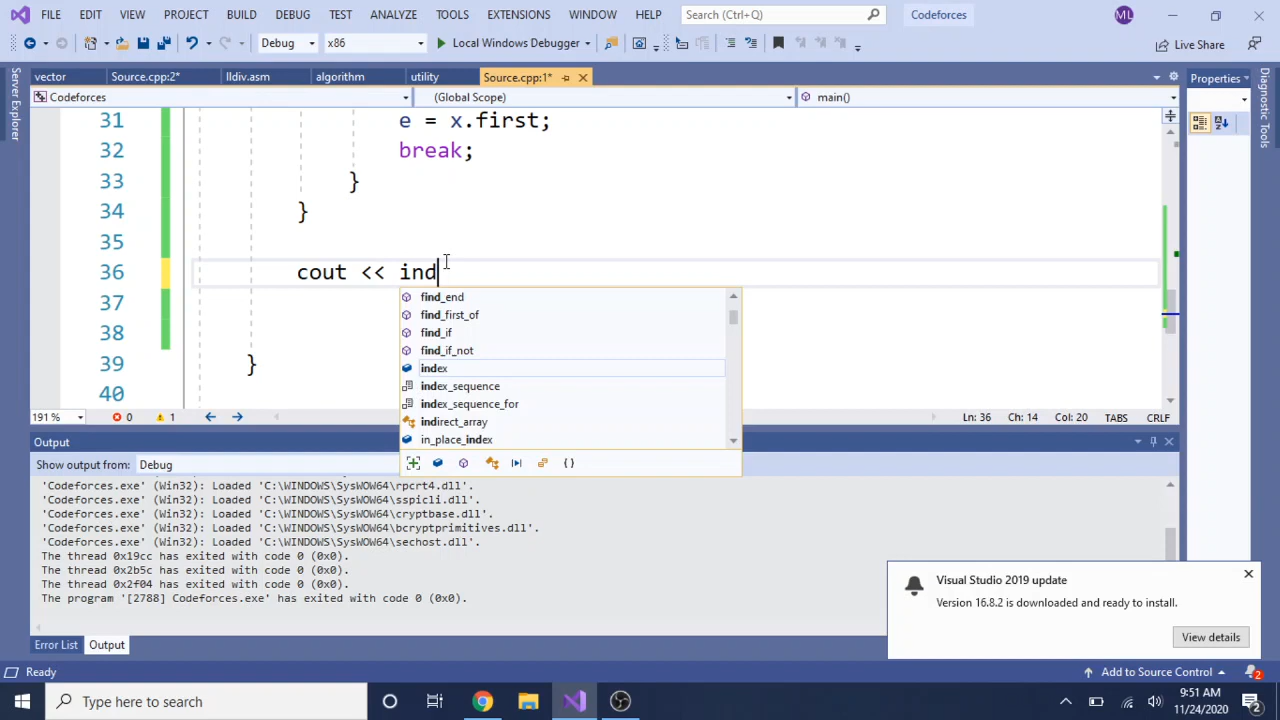 FILE EDIT VIEW PROJECT BUILD DEBUG TEST ANALYZE TOOLS EXTENSIONS WINDOW HELP Search (Ctrl+Q) Codeforces ML
Debug x86 Local Windows Debugger Live Share
vector Source.cpp:2* lldiv.asm algorithm utility Source.cpp:1* Properties
Codeforces (Global Scope) main()
Server Explorer
Diagnostic Tools
31 e = x.first;
32 break;
33 }
34 }
35
36 cout << ind
37
38
39 }
40
find_end
find_first_of
find_if
find_if_not
index
index_sequence
index_sequence_for
indirect_array
in_place_index
191 % 0 1 Ln: 36 Ch: 14 Col: 20 TABS CRLF
Output
Show output from: Debug
'Codeforces.exe' (Win32): Loaded 'C:\WINDOWS\SysWOW64\rpcrt4.dll'.
'Codeforces.exe' (Win32): Loaded 'C:\WINDOWS\SysWOW64\sspicli.dll'.
'Codeforces.exe' (Win32): Loaded 'C:\WINDOWS\SysWOW64\cryptbase.dll'.
'Codeforces.exe' (Win32): Loaded 'C:\WINDOWS\SysWOW64\bcryptprimitives.dll'.
'Codeforces.exe' (Win32): Loaded 'C:\WINDOWS\SysWOW64\sechost.dll'.
The thread 0x19cc has exited with code 0 (0x0).
The thread 0x2b5c has exited with code 0 (0x0).
The thread 0x2f04 has exited with code 0 (0x0).
The program '[2788] Codeforces.exe' has exited with code 0 (0x0).
Visual Studio 2019 update
Version 16.8.2 is downloaded and ready to install.
View details
Error List Output
Ready Add to Source Control 2
Type here to search 9:51 AM
11/24/2020 2